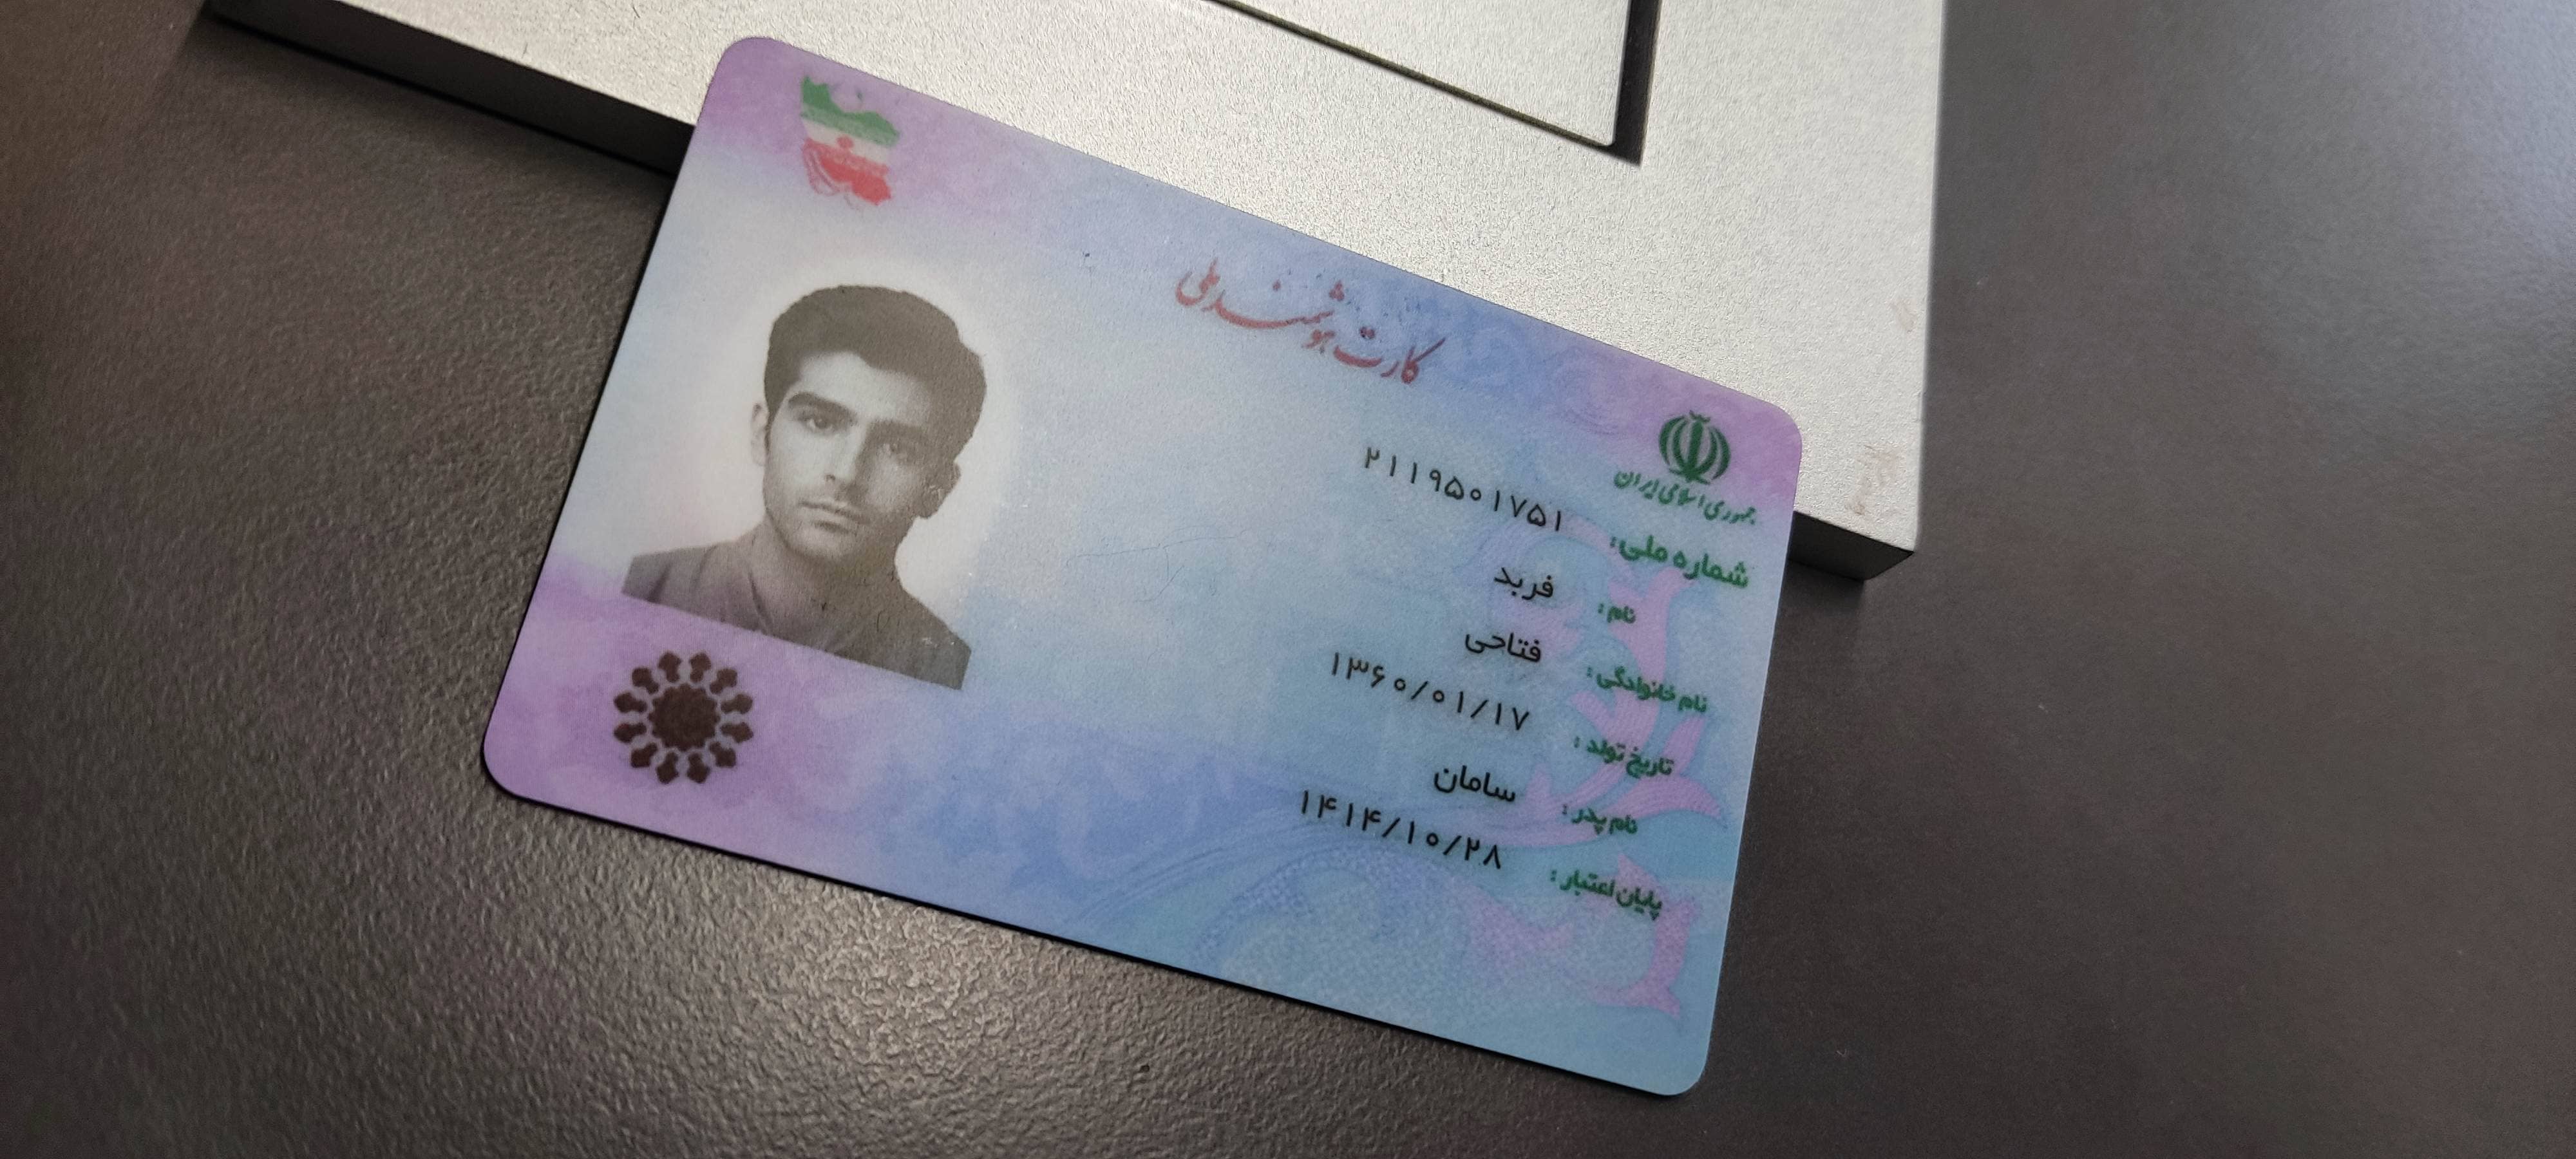 کارت هوشمند ملی
جمهوری اسلامی ایران
شماره ملی: ۲۱۱۹۵۰۱۷۵۱
نام: فربد
نام خانوادگی: فتاحی
تاریخ تولد: ۱۳۶۰/۰۱/۱۷
نام پدر: سامان
پایان اعتبار: ۱۴۱۴/۱۰/۲۸